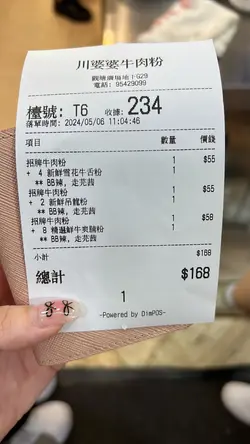 川婆婆牛肉粉
觀塘廣場地下G29
電話: 95429099
檯號: T6 收據: 234
落單時間: 2024/05/06 11:04:46
項目 數量 價錢
招牌牛肉粉 1 $55
+ 4 新鮮雪花牛舌粉 1
** BB辣, 走芫茜
招牌牛肉粉 1 $55
+ 2 新鮮吊龍粉 1
** BB辣, 走芫茜
招牌牛肉粉 1 $58
+ 8 精選鮮牛爽腩粉 1
** BB辣, 走芫茜
小計 $168
總計 $168
1
-Powered by DimPOS-